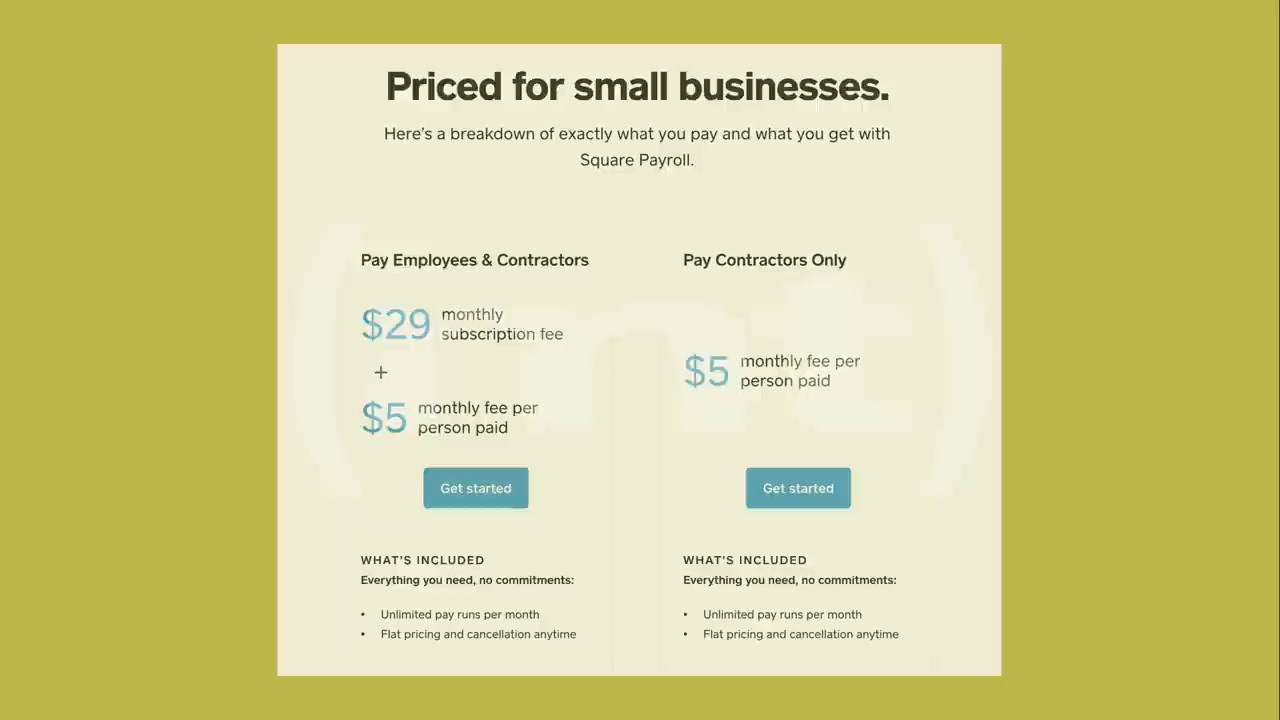 Priced for small businesses.
Here's a breakdown of exactly what you pay and what you get with
Square Payroll.
Pay Employees & Contractors
$29 monthly
subscription fee
+
$5 monthly fee per
person paid
Get started
WHAT'S INCLUDED
Everything you need, no commitments:
• Unlimited pay runs per month
• Flat pricing and cancellation anytime
Pay Contractors Only
$5 monthly fee per
person paid
Get started
WHAT'S INCLUDED
Everything you need, no commitments:
• Unlimited pay runs per month
• Flat pricing and cancellation anytime
(mt)